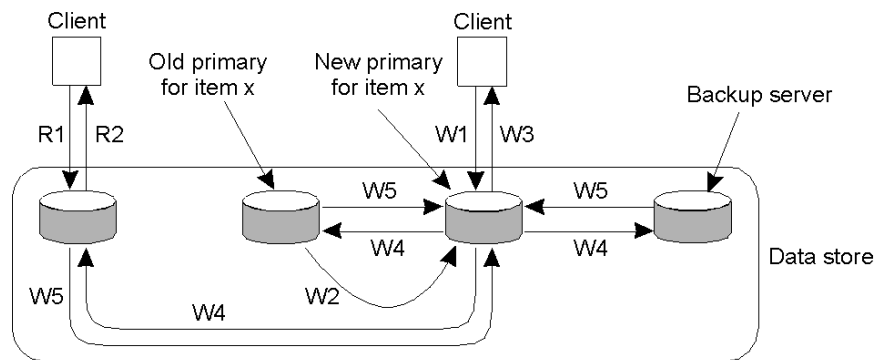 Client
Client
Old primary
for item x
New primary
for item x
Backup server
R1
R2
W1
W3
W5
W5
W4
W4
Data store
W5
W4
W2